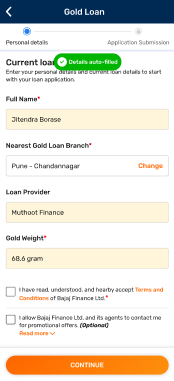 Gold Loan
Personal details
Application Submission
Current loan
Details auto-filled
Enter your personal details and current loan details to start
with your loan application.
Full Name*
Jitendra Borase
Nearest Gold Loan Branch*
Pune - Chandannagar
Change
Loan Provider
Muthoot Finance
Gold Weight*
68.6 gram
I have read, understood, and hearby accept Terms and
Conditions of Bajaj Finance Ltd.*
I allow Bajaj Finance Ltd. and its agents to contact me
for promotional offers. (Optional)
Read more
CONTINUE